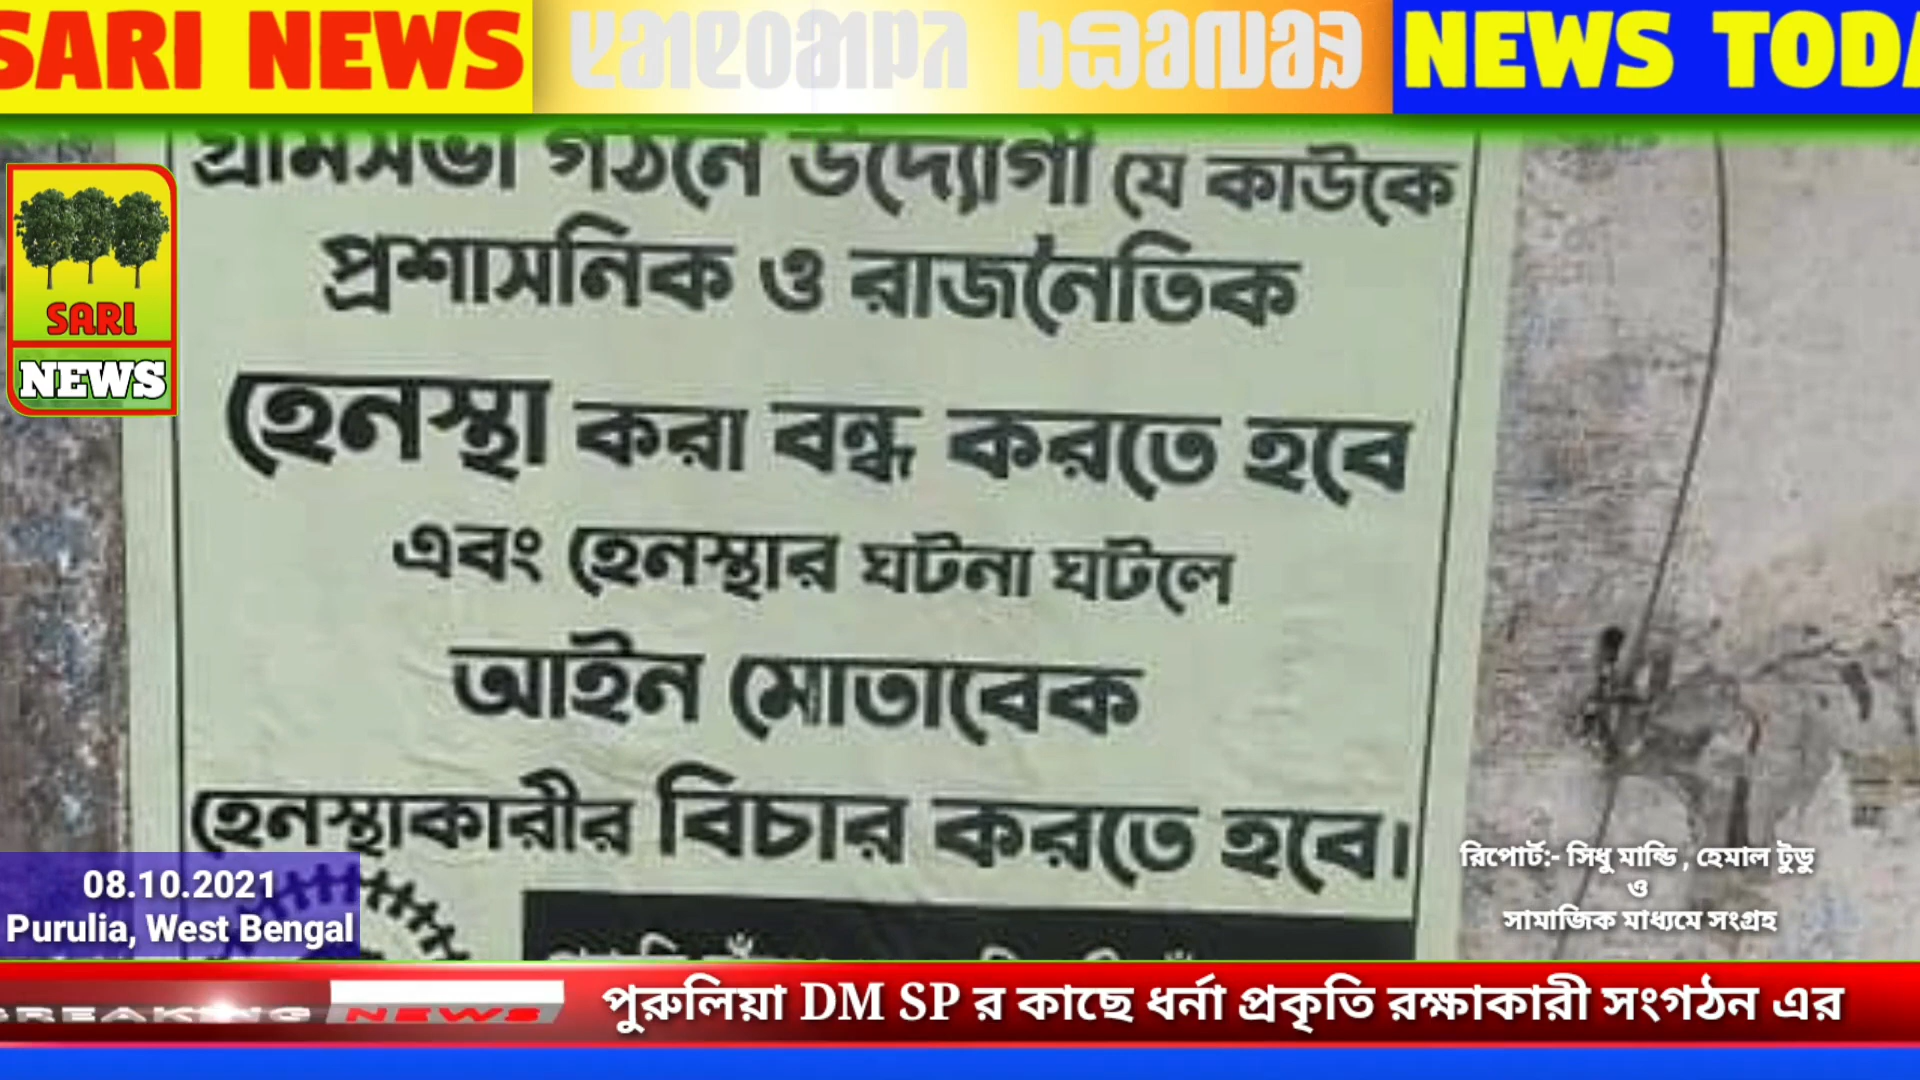 SARI NEWS
NEWS TODA
গ্রামসভা গঠনে উদ্যোগী যে কাউকে
প্রশাসনিক ও রাজনৈতিক
হেনস্থা করা বন্ধ করতে হবে
এবং হেনস্থার ঘটনা ঘটলে
আইন মোতাবেক
হেনস্থাকারীর বিচার করতে হবে।
SARI
NEWS
08.10.2021
Purulia, West Bengal
রিপোর্ট:- সিধু মান্ডি , হেমাল টুডু
ও
সামাজিক মাধ্যমে সংগ্রহ
BREAKING NEWS
পুরুলিয়া DM SP র কাছে ধর্না প্রকৃতি রক্ষাকারী সংগঠন এর